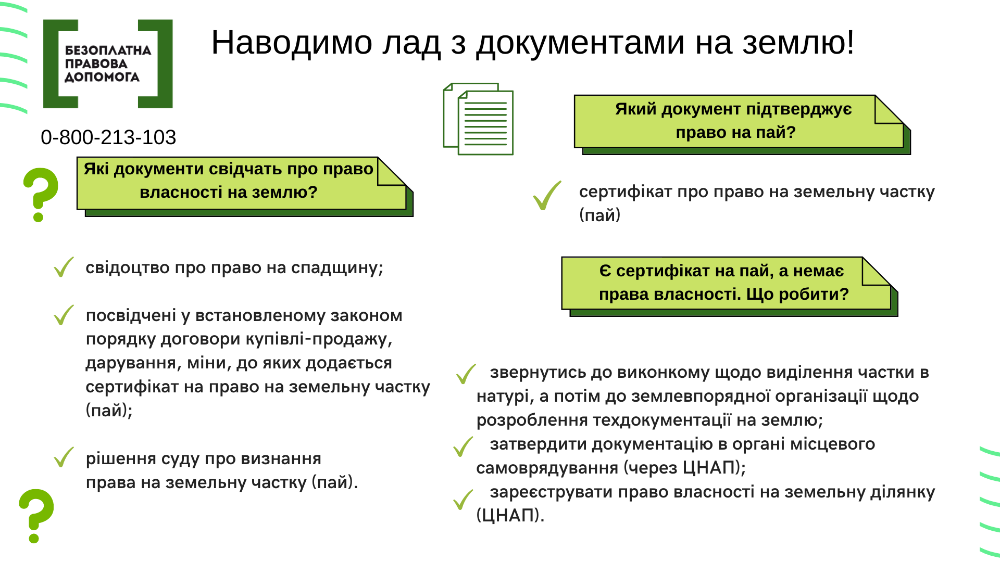 БЕЗОПЛАТНА
ПРАВОВА
ДОПОМОГА
0-800-213-103
Наводимо лад з документами на землю!
Які документи свідчать про право
власності на землю?
свідоцтво про право на спадщину;
посвідчені у встановленому законом
порядку договори купівлі-продажу,
дарування, міни, до яких додається
сертифікат на право на земельну частку
(пай);
рішення суду про визнання
права на земельну частку (пай).
Який документ підтверджує
право на пай?
сертифікат про право на земельну частку
(пай)
Є сертифікат на пай, а немає
права власності. Що робити?
звернутись до виконкому щодо виділення частки в
натурі, а потім до землевпорядної організації щодо
розроблення техдокументації на землю;
затвердити документацію в органі місцевого
самоврядування (через ЦНАП);
зареєструвати право власності на земельну ділянку
(ЦНАП).